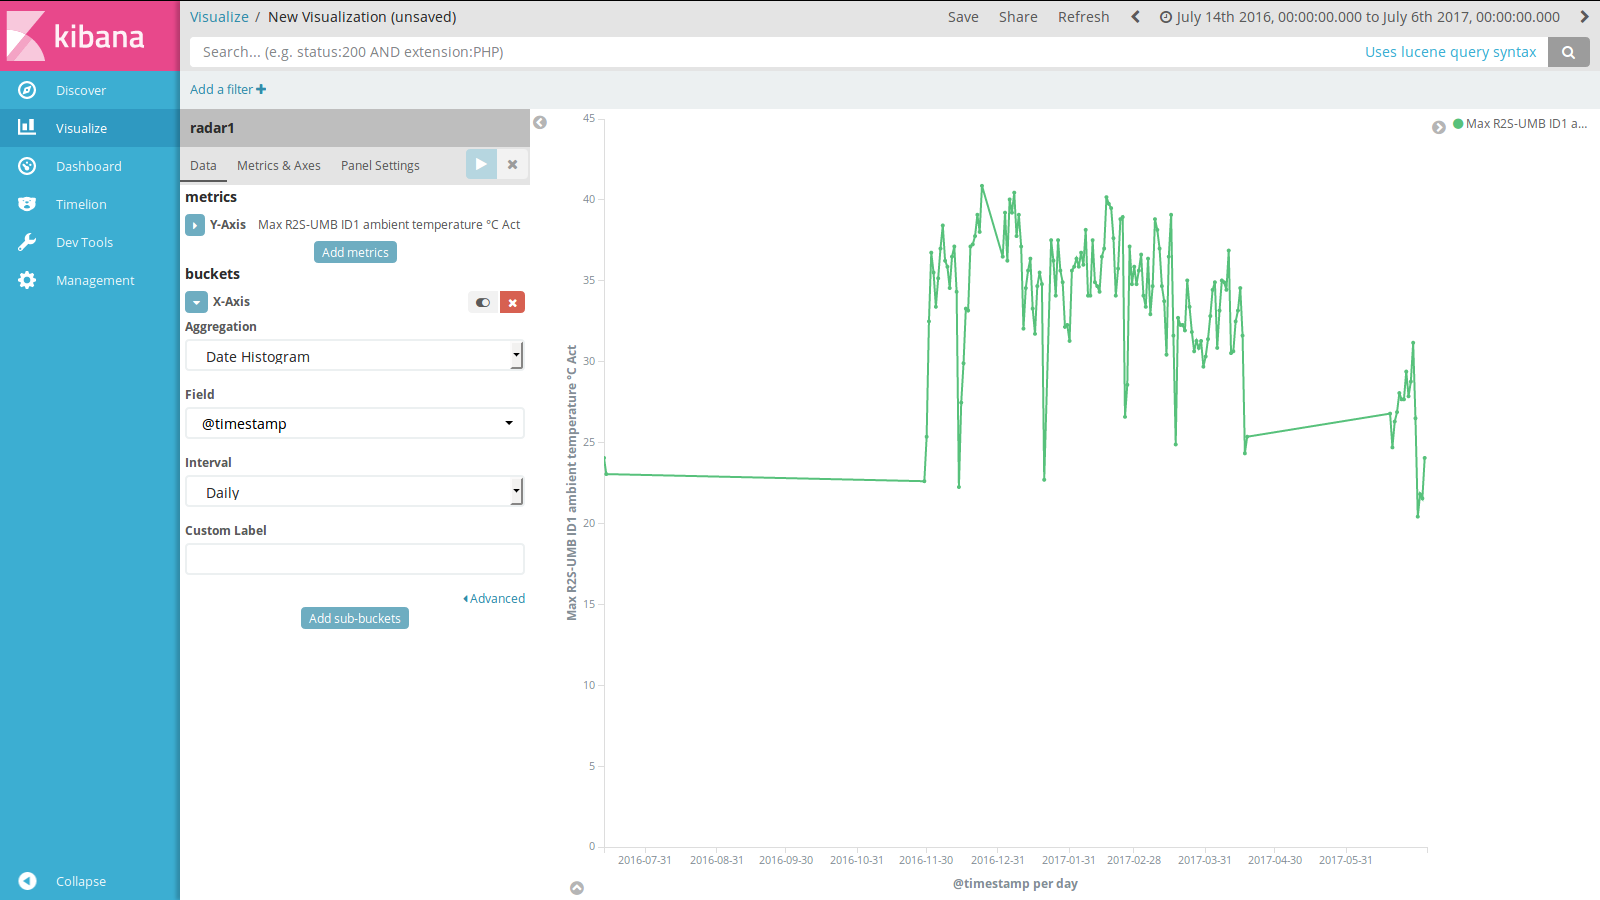 kibana
Discover
Visualize
Dashboard
Timelion
Dev Tools
Management
Collapse
Visualize / New Visualization (unsaved)
Save Share Refresh July 14th 2016, 00:00:00.000 to July 6th 2017, 00:00:00.000
Search... (e.g. status:200 AND extension:PHP) Uses lucene query syntax
Add a filter
radar1
Data Metrics & Axes Panel Settings
metrics
Y-Axis Max R2S-UMB ID1 ambient temperature °C Act
Add metrics
buckets
X-Axis
Aggregation
Date Histogram
Field
@timestamp
Interval
Daily
Custom Label
Advanced
Add sub-buckets
Max R2S-UMB ID1 a...
Max R2S-UMB ID1 ambient temperature °C Act
45
40
35
30
25
20
15
10
5
0
2016-07-31 2016-08-31 2016-09-30 2016-10-31 2016-11-30 2016-12-31 2017-01-31 2017-02-28 2017-03-31 2017-04-30 2017-05-31
@timestamp per day